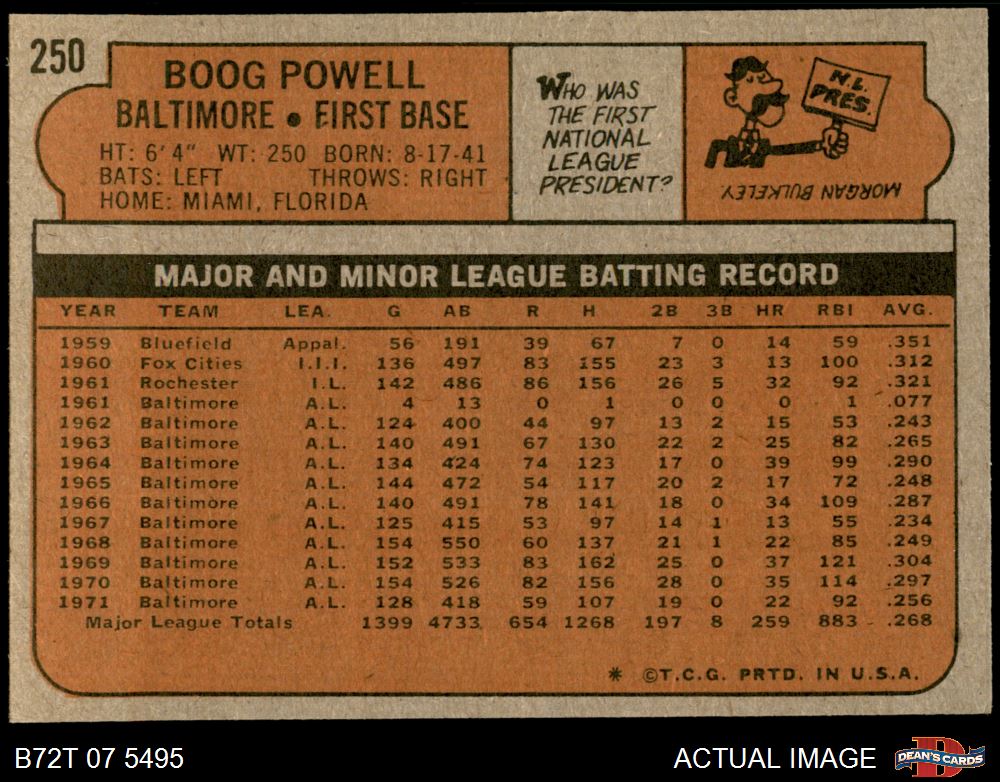 250
BOOG POWELL
BALTIMORE • FIRST BASE
HT: 6'4" WT: 250 BORN: 8-17-41
BATS: LEFT THROWS: RIGHT
HOME: MIAMI, FLORIDA
WHO WAS
THE FIRST
NATIONAL
LEAGUE
PRESIDENT?
N.L.
PRES.
MORGAN BULKELEY
MAJOR AND MINOR LEAGUE BATTING RECORD
YEAR TEAM LEA. G AB R H 2B 3B HR RBI AVG.
1959 Bluefield Appal. 56 191 39 67 7 0 14 59 .351
1960 Fox Cities I.I.I. 136 497 83 155 23 3 13 100 .312
1961 Rochester I.L. 142 486 86 156 26 5 32 92 .321
1961 Baltimore A.L. 4 13 0 1 0 0 0 1 .077
1962 Baltimore A.L. 124 400 44 97 13 2 15 53 .243
1963 Baltimore A.L. 140 491 67 130 22 2 25 82 .265
1964 Baltimore A.L. 134 424 74 123 17 0 39 99 .290
1965 Baltimore A.L. 144 472 54 117 20 2 17 72 .248
1966 Baltimore A.L. 140 491 78 141 18 0 34 109 .287
1967 Baltimore A.L. 125 415 53 97 14 1 13 55 .234
1968 Baltimore A.L. 154 550 60 137 21 1 22 85 .249
1969 Baltimore A.L. 152 533 83 162 25 0 37 121 .304
1970 Baltimore A.L. 154 526 82 156 28 0 35 114 .297
1971 Baltimore A.L. 128 418 59 107 19 0 22 92 .256
Major League Totals 1399 4733 654 1268 197 8 259 883 .268
* ©T.C.G. PRTD. IN U.S.A.
B72T 07 5495
ACTUAL IMAGE
D
DEAN'S CARDS